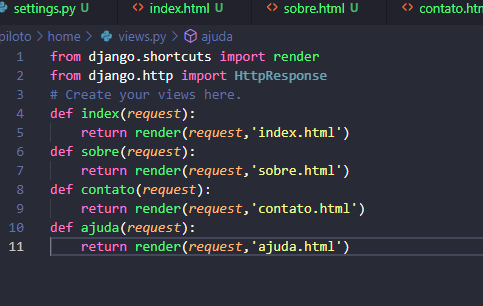 settings.py U index.html U sobre.html U contato.html
piloto > home > views.py > ajuda
1 from django.shortcuts import render
2 from django.http import HttpResponse
3 # Create your views here.
4 def index(request):
5 return render(request,'index.html')
6 def sobre(request):
7 return render(request,'sobre.html')
8 def contato(request):
9 return render(request,'contato.html')
10 def ajuda(request):
11 return render(request,'ajuda.html')